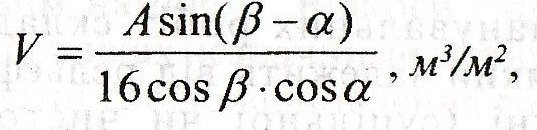 V = A sin(β − α) / 16 cos β · cos α , м³/м²,